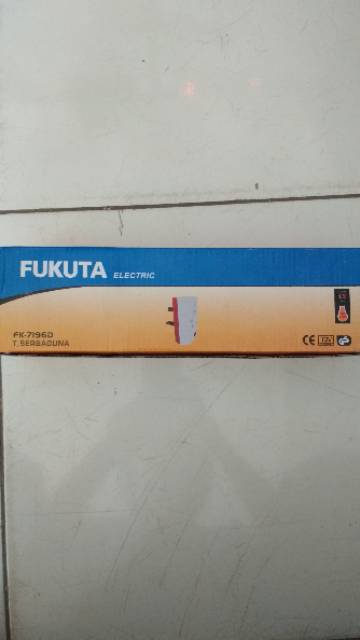 FUKUTA ELECTRIC
FK-7196D
T.SERBAGUNA
CE